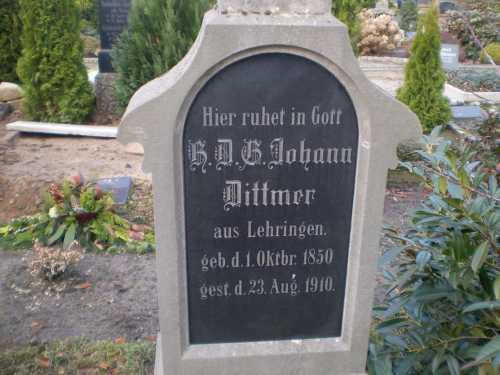 Hier ruhet in Gott
H. D. G. Johann
Dittmer
aus Lehringen.
geb. d. 1. Oktbr. 1850
gest. d. 23. Aug. 1910.